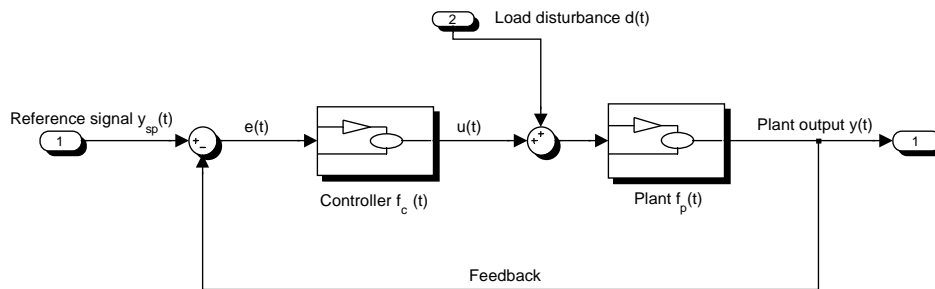 2
Load disturbance d(t)
Reference signal y_sp(t)
1
+
−
e(t)
u(t)
+
+
Plant output y(t)
1
Controller f_c (t)
Plant f_p(t)
Feedback